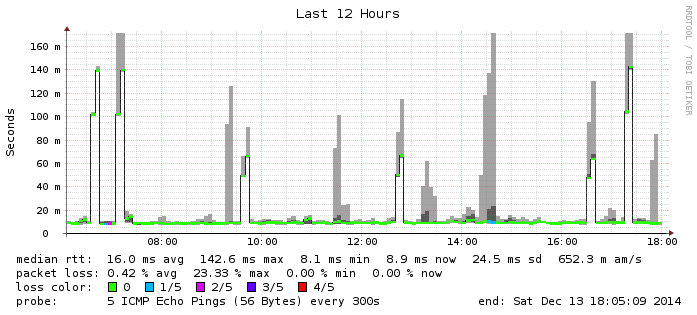 Last 12 Hours
RRDTOOL / TOBI OETIKER
Seconds
160 m
140 m
120 m
100 m
80 m
60 m
40 m
20 m
0
08:00 10:00 12:00 14:00 16:00 18:00
median rtt: 16.0 ms avg 142.6 ms max 8.1 ms min 8.9 ms now 24.5 ms sd 652.3 m am/s
packet loss: 0.42 % avg 23.33 % max 0.00 % min 0.00 % now
loss color: 0 1/5 2/5 3/5 4/5
probe: 5 ICMP Echo Pings (56 Bytes) every 300s end: Sat Dec 13 18:05:09 2014